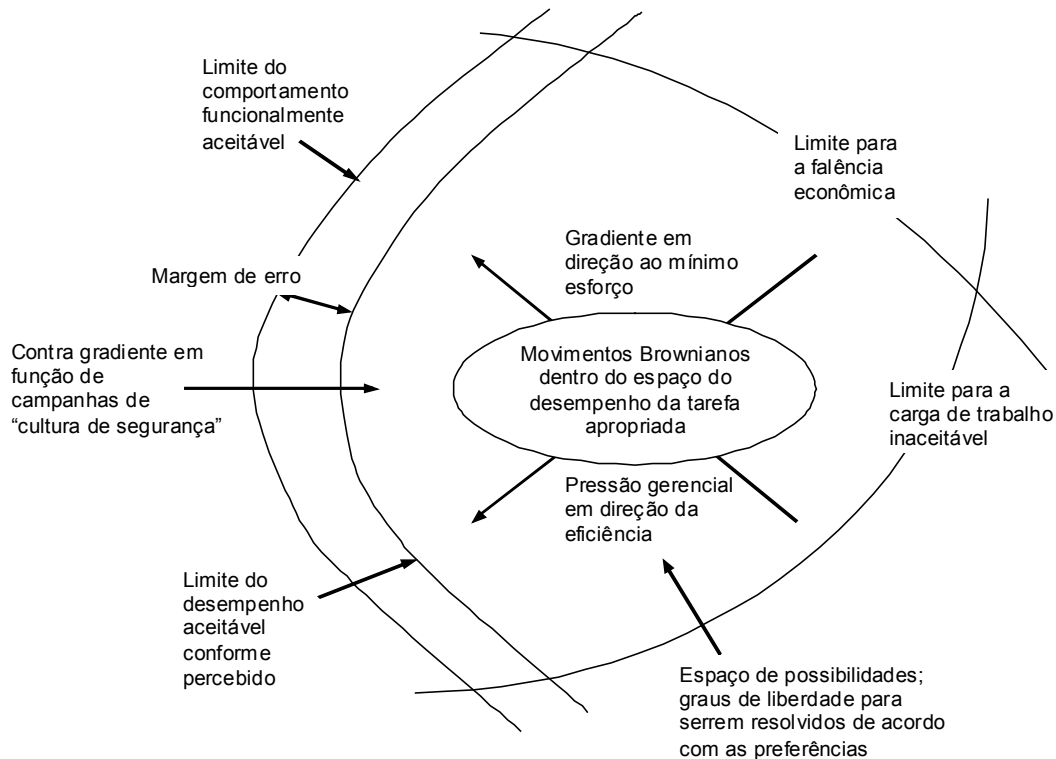 Limite do
comportamento
funcionalmente
aceitável
Limite para
a falência
econômica
Gradiente em
direção ao mínimo
esforço
Margem de erro
Contra gradiente em
função de
campanhas de
“cultura de segurança”
Movimentos Brownianos
dentro do espaço do
desempenho da tarefa
apropriada
Limite para a
carga de trabalho
inaceitável
Pressão gerencial
em direção da
eficiência
Limite do
desempenho
aceitável
conforme
percebido
Espaço de possibilidades;
graus de liberdade para
serrem resolvidos de acordo
com as preferências